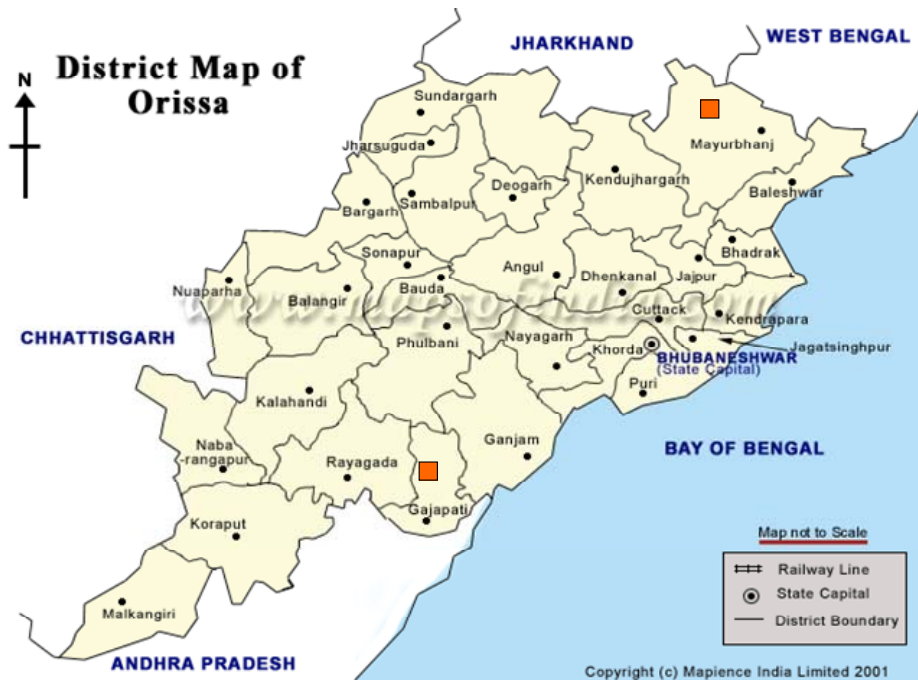 JHARKHAND
WEST BENGAL
District Map of
Orissa
N
Sundargarh
Jharsuguda
Mayurbhanj
Kendujhargarh
Deogarh
Baleshwar
Bargarh
Sambalpur
Sonapur
Bhadrak
Angul
Dhenkanal
Jajpur
Nuaparha
Balangir
Bauda
www.mapsofindia.com
Cuttack
Kendrapara
CHHATTISGARH
Phulbani
Nayagarh
Khorda
Jagatsinghpur
BHUBANESHWAR
(State Capital)
Puri
Kalahandi
Naba
-rangapur
Rayagada
Ganjam
BAY OF BENGAL
Gajapati
Koraput
Malkangiri
ANDHRA PRADESH
Map not to Scale
Railway Line
State Capital
District Boundary
Copyright (c) Mapience India Limited 2001